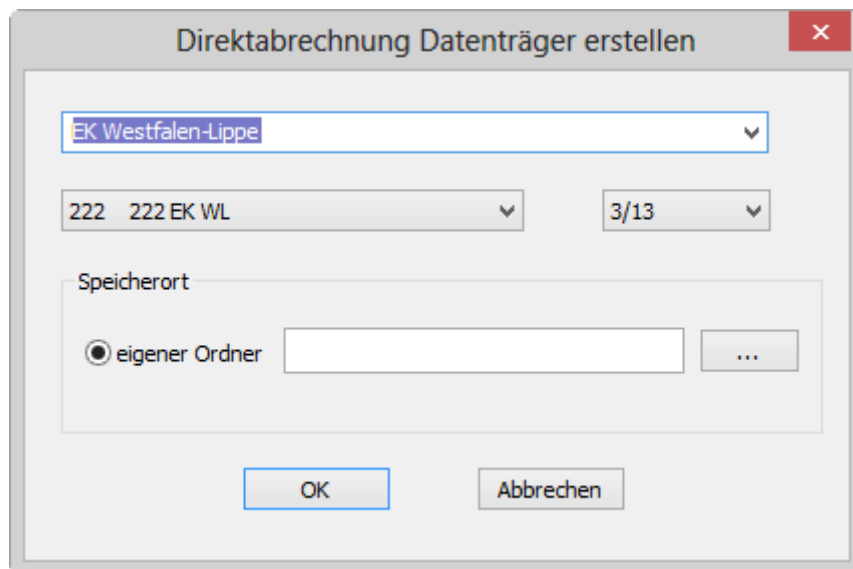 Direktabrechnung Datenträger erstellen
EK Westfalen-Lippe
222 222 EK WL 3/13
Speicherort
eigener Ordner ...
OK Abbrechen